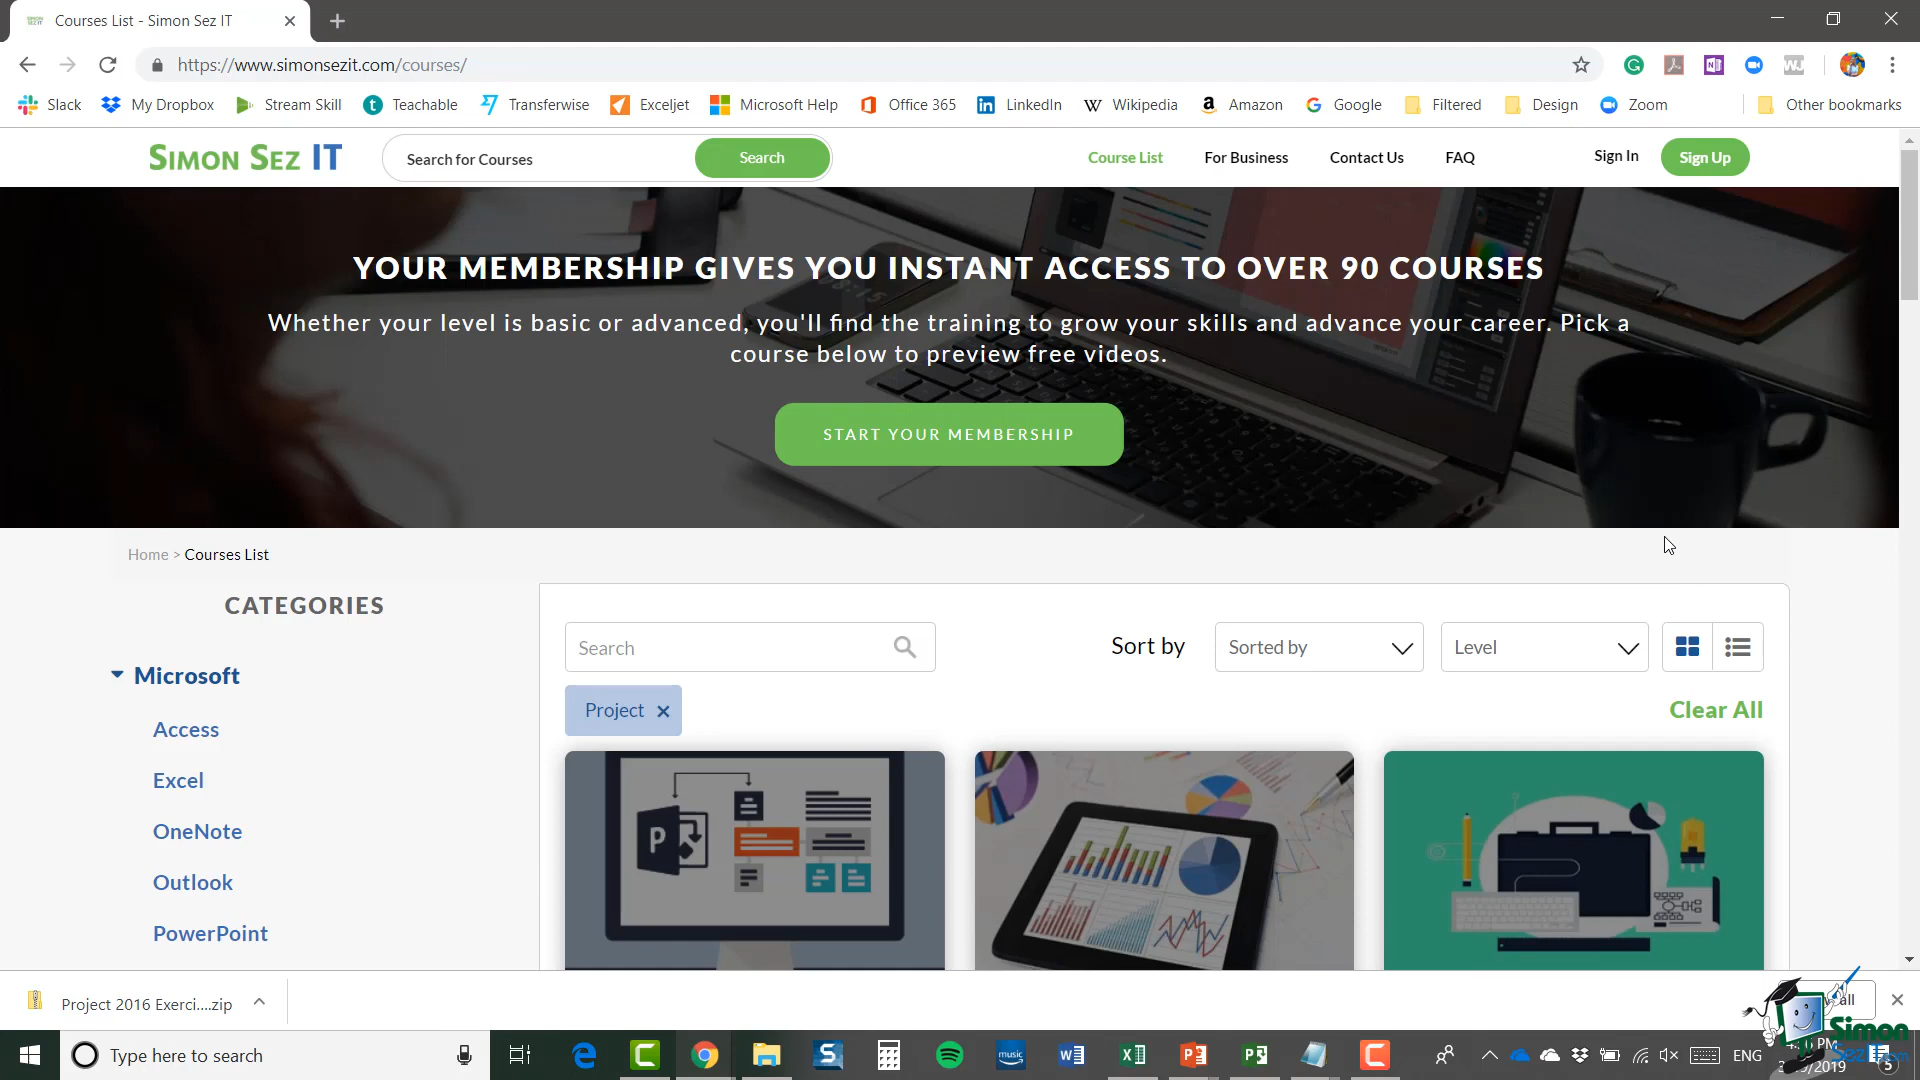 Courses List - Simon Sez IT
https://www.simonsezit.com/courses/
Slack My Dropbox Stream Skill Teachable Transferwise Exceljet Microsoft Help Office 365 LinkedIn Wikipedia Amazon Google Filtered Design Zoom Other bookmarks
SIMON SEZ IT Search for Courses Search Course List For Business Contact Us FAQ Sign In Sign Up
YOUR MEMBERSHIP GIVES YOU INSTANT ACCESS TO OVER 90 COURSES
Whether your level is basic or advanced, you'll find the training to grow your skills and advance your career. Pick a
course below to preview free videos.
START YOUR MEMBERSHIP
Home > Courses List
CATEGORIES
Microsoft
Access
Excel
OneNote
Outlook
PowerPoint
Search Sort by Sorted by Level
Project
Clear All
Project 2016 Exerci....zip
Type here to search
music
ENG
Simon
SezIT.com
5